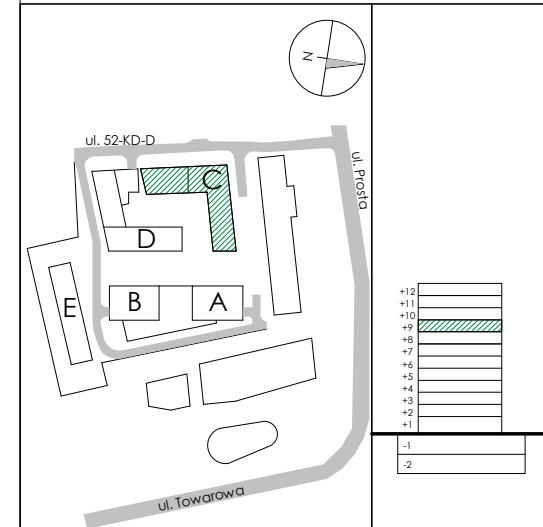 N
ul. 52-KD-D
C
ul. Prosta
D
E
B
A
ul. Towarowa
+12
+11
+10
+9
+8
+7
+6
+5
+4
+3
+2
+1
-1
-2